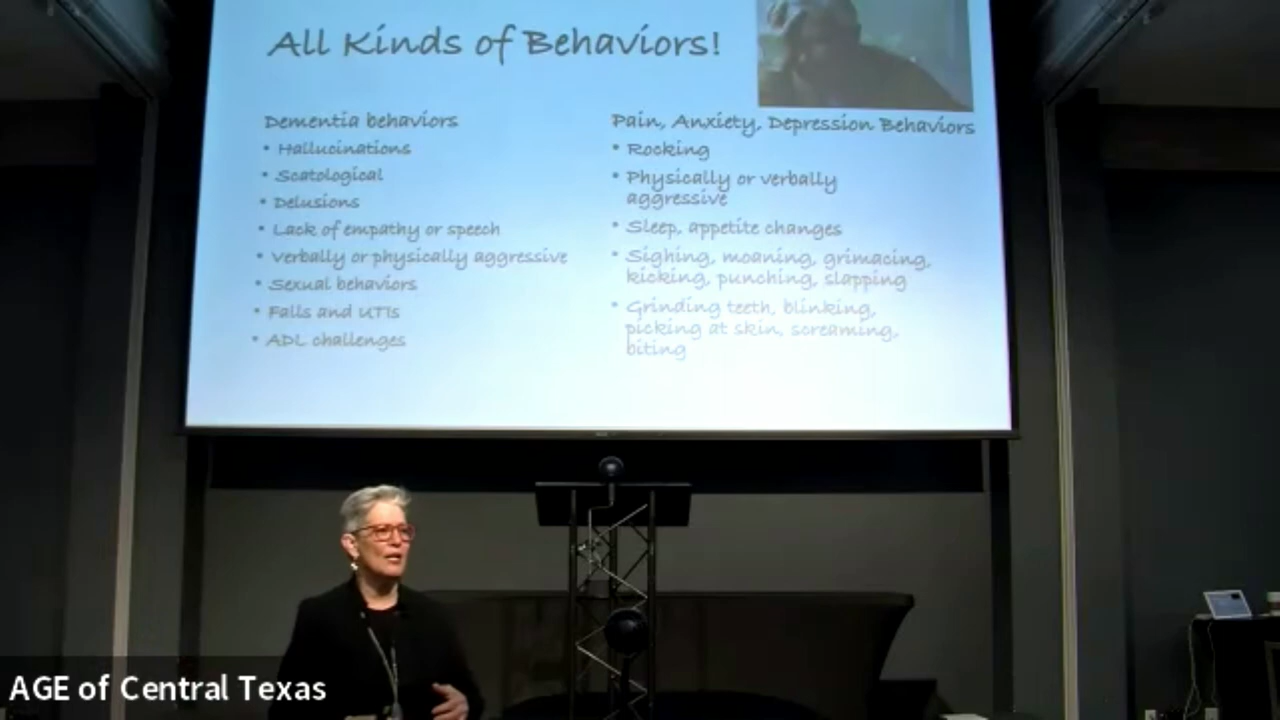 All Kinds of Behaviors!
Dementia behaviors
• Hallucinations
• Scatological
• Delusions
• Lack of empathy or speech
• Verbally or physically aggressive
• Sexual behaviors
• Falls and UTIs
• ADL challenges
Pain, Anxiety, Depression Behaviors
• Rocking
• Physically or verbally
aggressive
• Sleep, appetite changes
• Sighing, moaning, grimacing,
kicking, punching, slapping
• Grinding teeth, blinking,
picking at skin, screaming,
biting
AGE of Central Texas